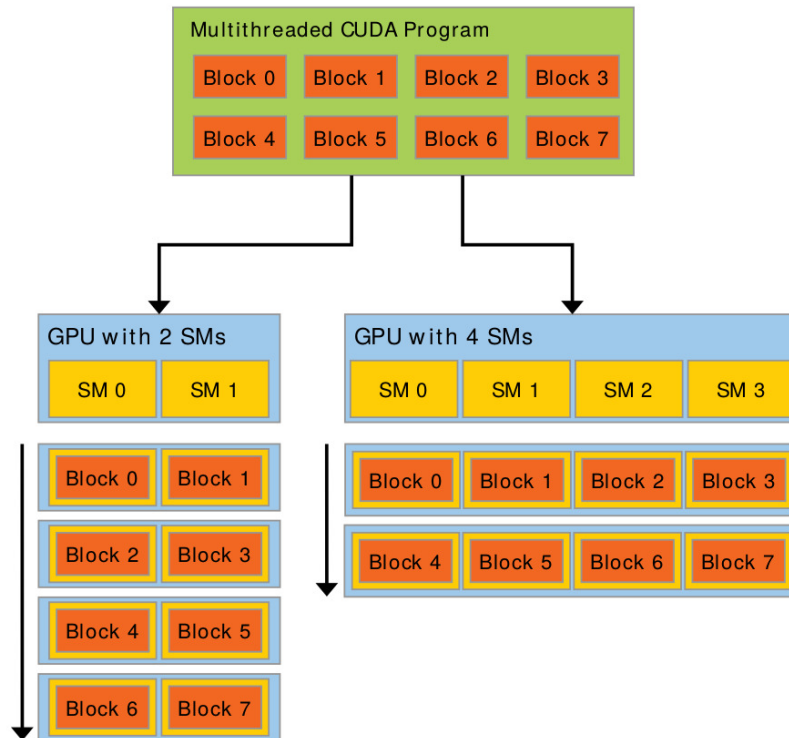 Multithreaded CUDA Program
Block 0 Block 1 Block 2 Block 3
Block 4 Block 5 Block 6 Block 7
GPU with 2 SMs
SM 0 SM 1
Block 0 Block 1
Block 2 Block 3
Block 4 Block 5
Block 6 Block 7
GPU with 4 SMs
SM 0 SM 1 SM 2 SM 3
Block 0 Block 1 Block 2 Block 3
Block 4 Block 5 Block 6 Block 7